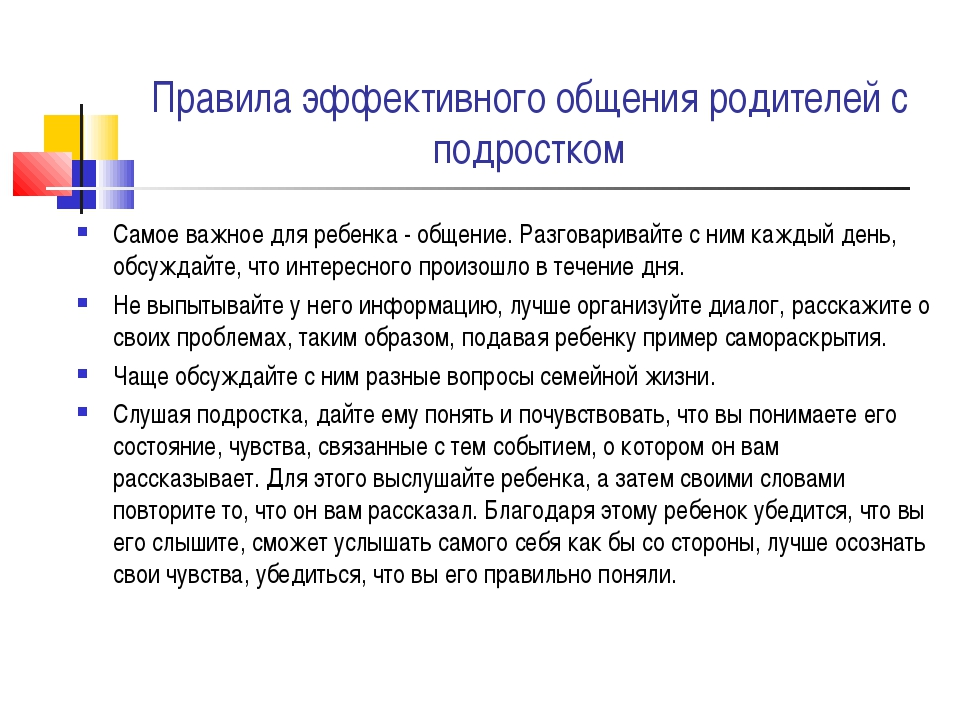 Правила эффективного общения родителей с
подростком
Самое важное для ребенка - общение. Разговаривайте с ним каждый день,
обсуждайте, что интересного произошло в течение дня.
Не выпытывайте у него информацию, лучше организуйте диалог, расскажите о
своих проблемах, таким образом, подавая ребенку пример самораскрытия.
Чаще обсуждайте с ним разные вопросы семейной жизни.
Слушая подростка, дайте ему понять и почувствовать, что вы понимаете его
состояние, чувства, связанные с тем событием, о котором он вам
рассказывает. Для этого выслушайте ребенка, а затем своими словами
повторите то, что он вам рассказал. Благодаря этому ребенок убедится, что вы
его слышите, сможет услышать самого себя как бы со стороны, лучше осознать
свои чувства, убедиться, что вы его правильно поняли.